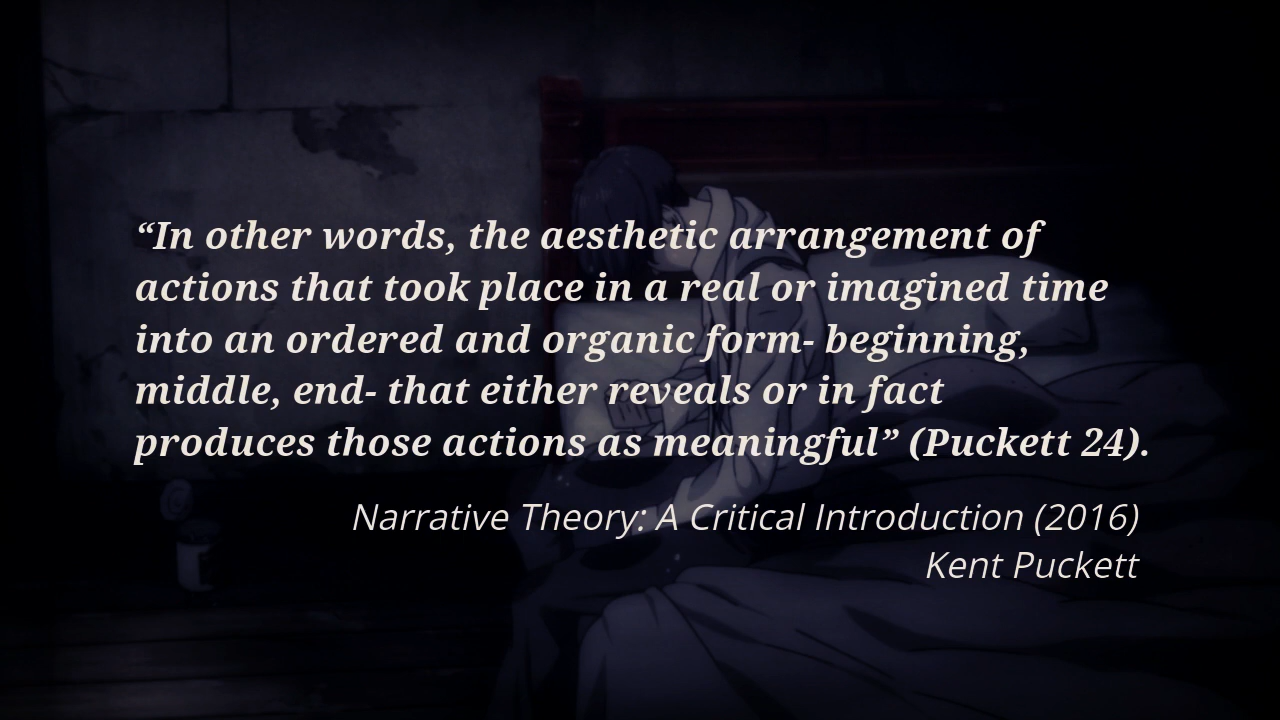 “In other words, the aesthetic arrangement of
actions that took place in a real or imagined time
into an ordered and organic form- beginning,
middle, end- that either reveals or in fact
produces those actions as meaningful” (Puckett 24).
Narrative Theory: A Critical Introduction (2016)
Kent Puckett